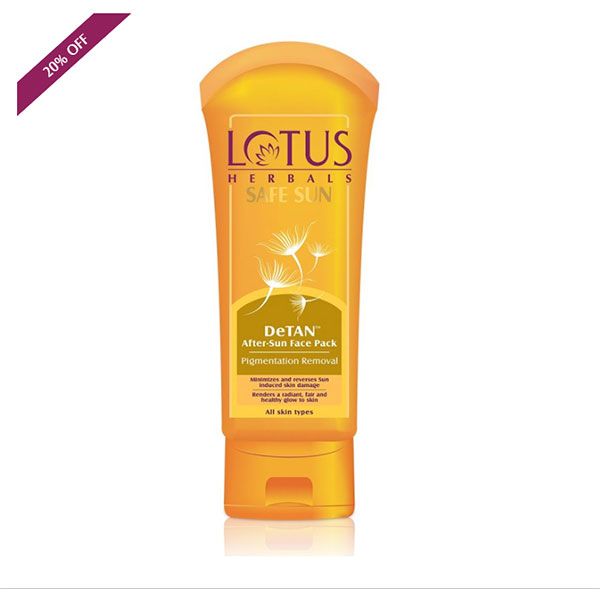 20% OFF
LOTUS
HERBALS
SAFE SUN
DeTAN™
After-Sun Face Pack
Pigmentation Removal
Minimizes and reverses Sun
induced skin damage
Renders a radiant, fair and
healthy glow to skin
All skin types